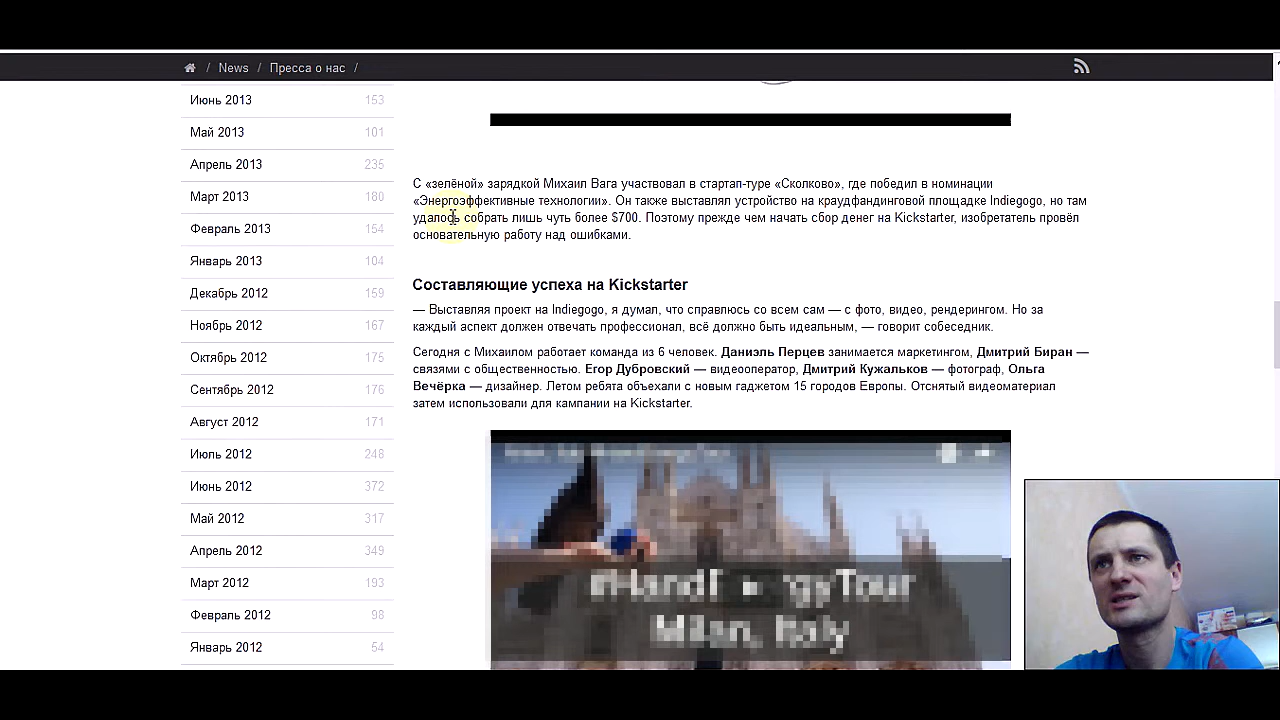 / News / Пресса о нас /
Июнь 2013 153
Май 2013 101
Апрель 2013 235
Март 2013 180
Февраль 2013 154
Январь 2013 104
Декабрь 2012 159
Ноябрь 2012 167
Октябрь 2012 175
Сентябрь 2012 176
Август 2012 171
Июль 2012 248
Июнь 2012 372
Май 2012 317
Апрель 2012 349
Март 2012 193
Февраль 2012 98
Январь 2012 54
С «зелёной» зарядкой Михаил Вага участвовал в стартап-туре «Сколково», где победил в номинации
«Энергоэффективные технологии». Он также выставлял устройство на краудфандинговой площадке Indiegogo, но там
удалось собрать лишь чуть более $700. Поэтому прежде чем начать сбор денег на Kickstarter, изобретатель провёл
основательную работу над ошибками.
Составляющие успеха на Kickstarter
— Выставляя проект на Indiegogo, я думал, что справлюсь со всем сам — с фото, видео, рендерингом. Но за
каждый аспект должен отвечать профессионал, всё должно быть идеальным, — говорит собеседник.
Сегодня с Михаилом работает команда из 6 человек. Даниэль Перцев занимается маркетингом, Дмитрий Биран —
связями с общественностью. Егор Дубровский — видеооператор, Дмитрий Кужальков — фотограф, Ольга
Вечёрка — дизайнер. Летом ребята объехали с новым гаджетом 15 городов Европы. Отснятый видеоматериал
затем использовали для кампании на Kickstarter.
Milan, Italy